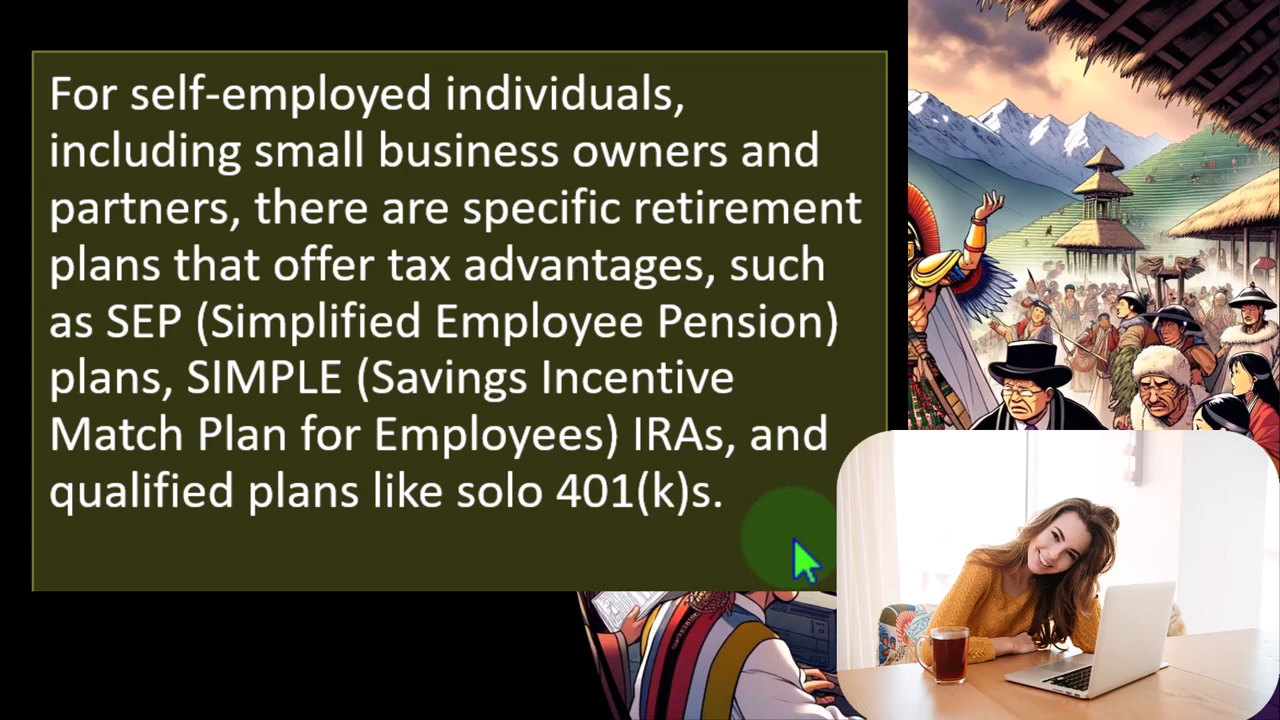 For self-employed individuals,
including small business owners and
partners, there are specific retirement
plans that offer tax advantages, such
as SEP (Simplified Employee Pension)
plans, SIMPLE (Savings Incentive
Match Plan for Employees) IRAs, and
qualified plans like solo 401(k)s.